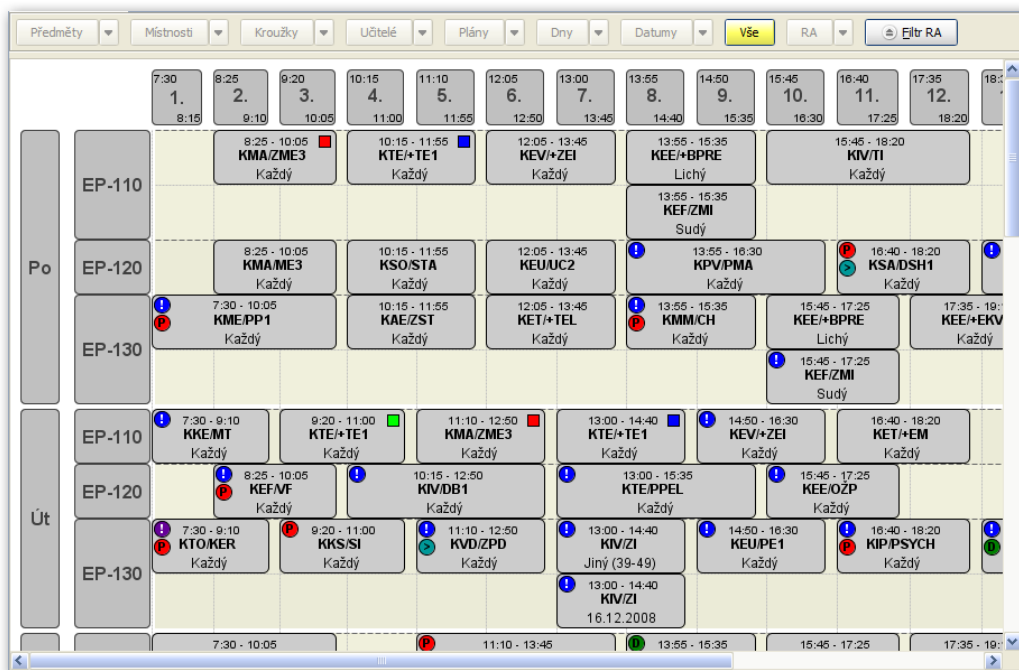 Předměty Místnosti Kroužky Učitelé Plány Dny Datumy Vše RA Filtr RA
7:30 8:25 9:20 10:15 11:10 12:05 13:00 13:55 14:50 15:45 16:40 17:35
1. 2. 3. 4. 5. 6. 7. 8. 9. 10. 11. 12.
8:15 9:10 10:05 11:00 11:55 12:50 13:45 14:40 15:35 16:30 17:25 18:20
Po
EP-110
8:25 - 10:05 10:15 - 11:55 12:05 - 13:45 13:55 - 15:35 15:45 - 18:20
KMA/ZME3 KTE/+TE1 KEV/+ZEI KEE/+BPRE KIV/TI
Každý Každý Každý Lichý Každý
13:55 - 15:35
KEF/ZMI
Sudý
EP-120
8:25 - 10:05 10:15 - 11:55 12:05 - 13:45 ! 13:55 - 16:30 P 16:40 - 18:20 !
KMA/ME3 KSO/STA KEU/UC2 KPV/PMA > KSA/DSH1
Každý Každý Každý Každý Každý
EP-130
! 7:30 - 10:05 10:15 - 11:55 12:05 - 13:45 ! 13:55 - 15:35 15:45 - 17:25 17:35 - 19:
P KME/PP1 KAE/ZST KET/+TEL P KMM/CH KEE/+BPRE KEE/+EKV
Každý Každý Každý Každý Lichý Každý
! 15:45 - 17:25
KEF/ZMI
Sudý
Út
EP-110
! 7:30 - 9:10 9:20 - 11:00 11:10 - 12:50 13:00 - 14:40 ! 14:50 - 16:30 16:40 - 18:20
KKE/MT KTE/+TE1 KMA/ZME3 KTE/+TE1 KEV/+ZEI KET/+EM
Každý Každý Každý Každý Každý Každý
EP-120
! 8:25 - 10:05 ! 10:15 - 12:50 ! 13:00 - 15:35 ! 15:45 - 17:25
P KEF/VF KIV/DB1 KTE/PPEL KEE/OŽP
Každý Každý Každý Každý
EP-130
! 7:30 - 9:10 P 9:20 - 11:00 ! 11:10 - 12:50 ! 13:00 - 14:40 ! 14:50 - 16:30 ! 16:40 - 18:20 !
P KTO/KER KKS/SI > KVD/ZPD KIV/ZI KEU/PE1 P KIP/PSYCH D
Každý Každý Každý Jiný (39-49) Každý Každý
! 13:00 - 14:40
KIV/ZI
16.12.2008
7:30 - 10:05 P 11:10 - 13:45 D 13:55 - 15:35 15:45 - 17:25 17:35 - 19: